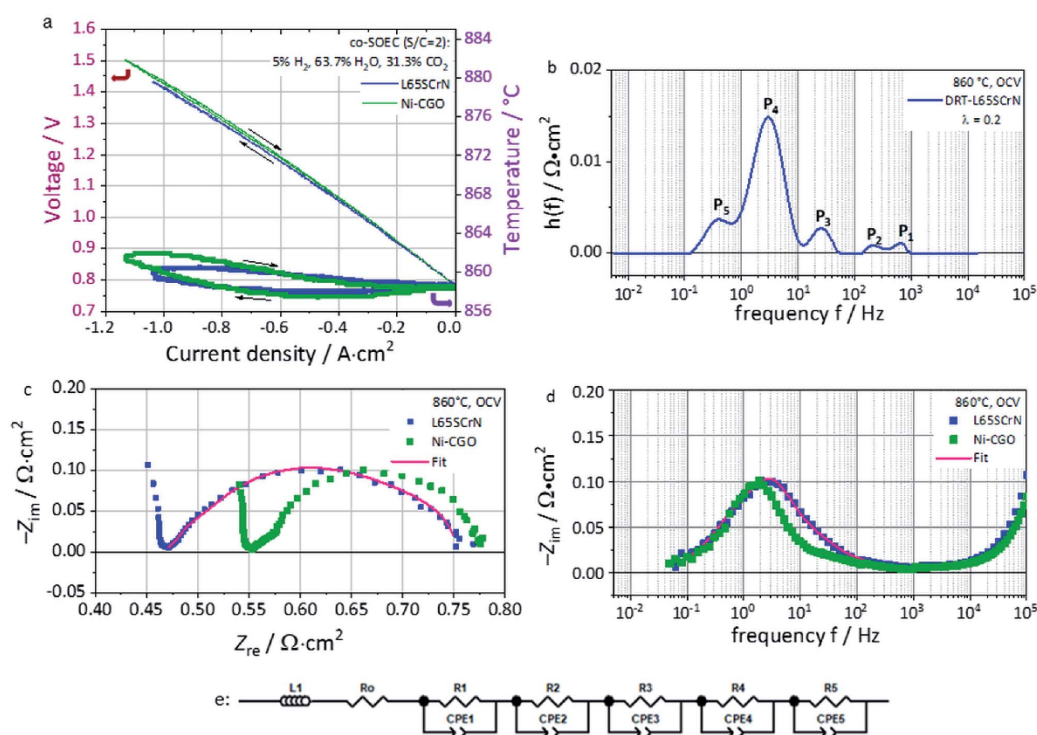 a
co-SOEC (S/C=2):
5% H₂, 63.7% H₂O, 31.3% CO₂
L65SCrN
Ni-CGO
Voltage / V
1.6
1.5
1.4
1.3
1.2
1.1
1.0
0.9
0.8
0.7
Temperature / °C
884
880
876
872
868
864
860
856
-1.2 -1.0 -0.8 -0.6 -0.4 -0.2 0.0
Current density / A·cm²
b
860 °C, OCV
DRT-L65SCrN
λ = 0.2
h(f) / Ω•cm²
0.02
0.01
0.00
P₅ P₄ P₃ P₂ P₁
10⁻² 10⁻¹ 10⁰ 10¹ 10² 10³ 10⁴ 10⁵
frequency f / Hz
c
860°C, OCV
L65SCrN
Ni-CGO
Fit
–Z_im / Ω·cm²
0.20
0.15
0.10
0.05
0.00
-0.05
0.40 0.45 0.50 0.55 0.60 0.65 0.70 0.75 0.80
Z_re / Ω·cm²
d
860°C, OCV
L65SCrN
Ni-CGO
Fit
–Z_im / Ω•cm²
0.20
0.15
0.10
0.05
0.00
10⁻² 10⁻¹ 10⁰ 10¹ 10² 10³ 10⁴ 10⁵
frequency f / Hz
e:
L1 Ro R1 R2 R3 R4 R5
CPE1 CPE2 CPE3 CPE4 CPE5